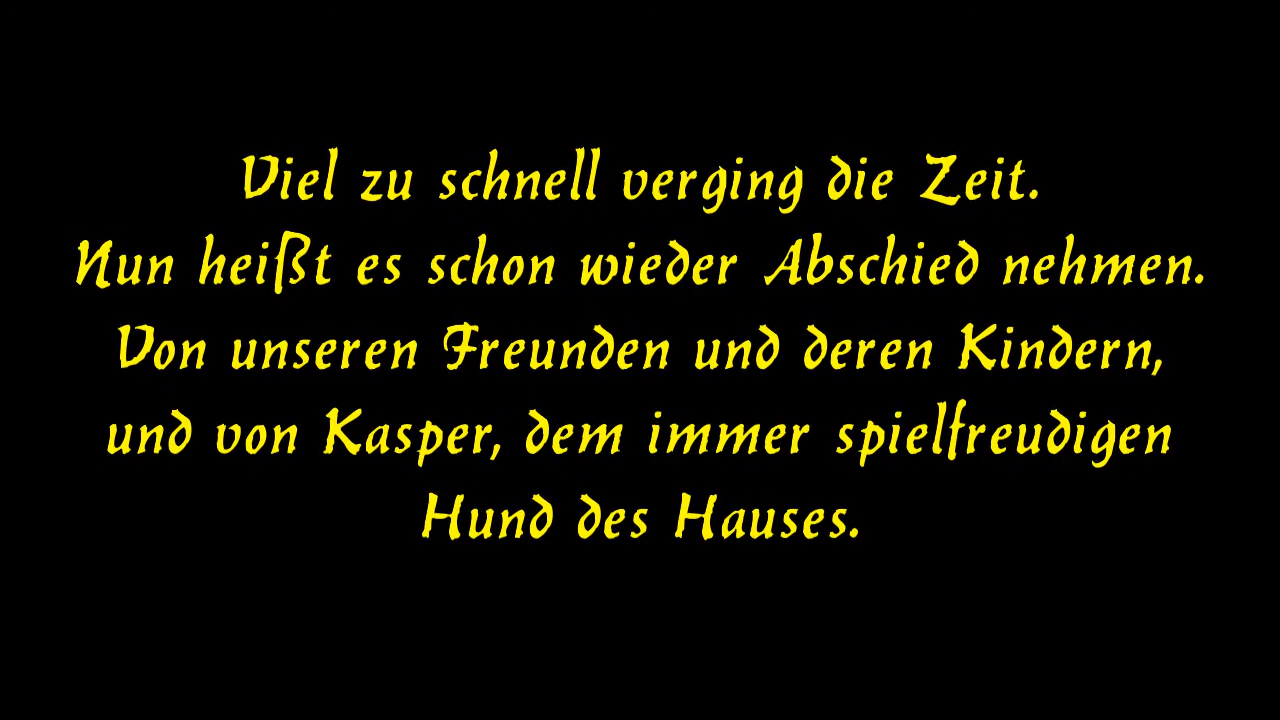 Viel zu schnell verging die Zeit.
Nun heißt es schon wieder Abschied nehmen.
Von unseren Freunden und deren Kindern,
und von Kasper, dem immer spielfreudigen
Hund des Hauses.